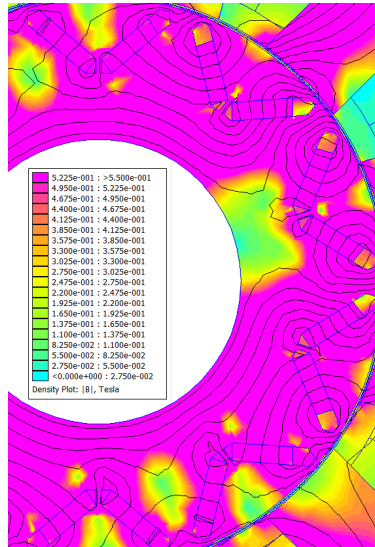 5.225e-001 : >5.500e-001
4.950e-001 : 5.225e-001
4.675e-001 : 4.950e-001
4.400e-001 : 4.675e-001
4.125e-001 : 4.400e-001
3.850e-001 : 4.125e-001
3.575e-001 : 3.850e-001
3.300e-001 : 3.575e-001
3.025e-001 : 3.300e-001
2.750e-001 : 3.025e-001
2.475e-001 : 2.750e-001
2.200e-001 : 2.475e-001
1.925e-001 : 2.200e-001
1.650e-001 : 1.925e-001
1.375e-001 : 1.650e-001
1.100e-001 : 1.375e-001
8.250e-002 : 1.100e-001
5.500e-002 : 8.250e-002
2.750e-002 : 5.500e-002
<0.000e+000 : 2.750e-002
Density Plot: |B|, Tesla